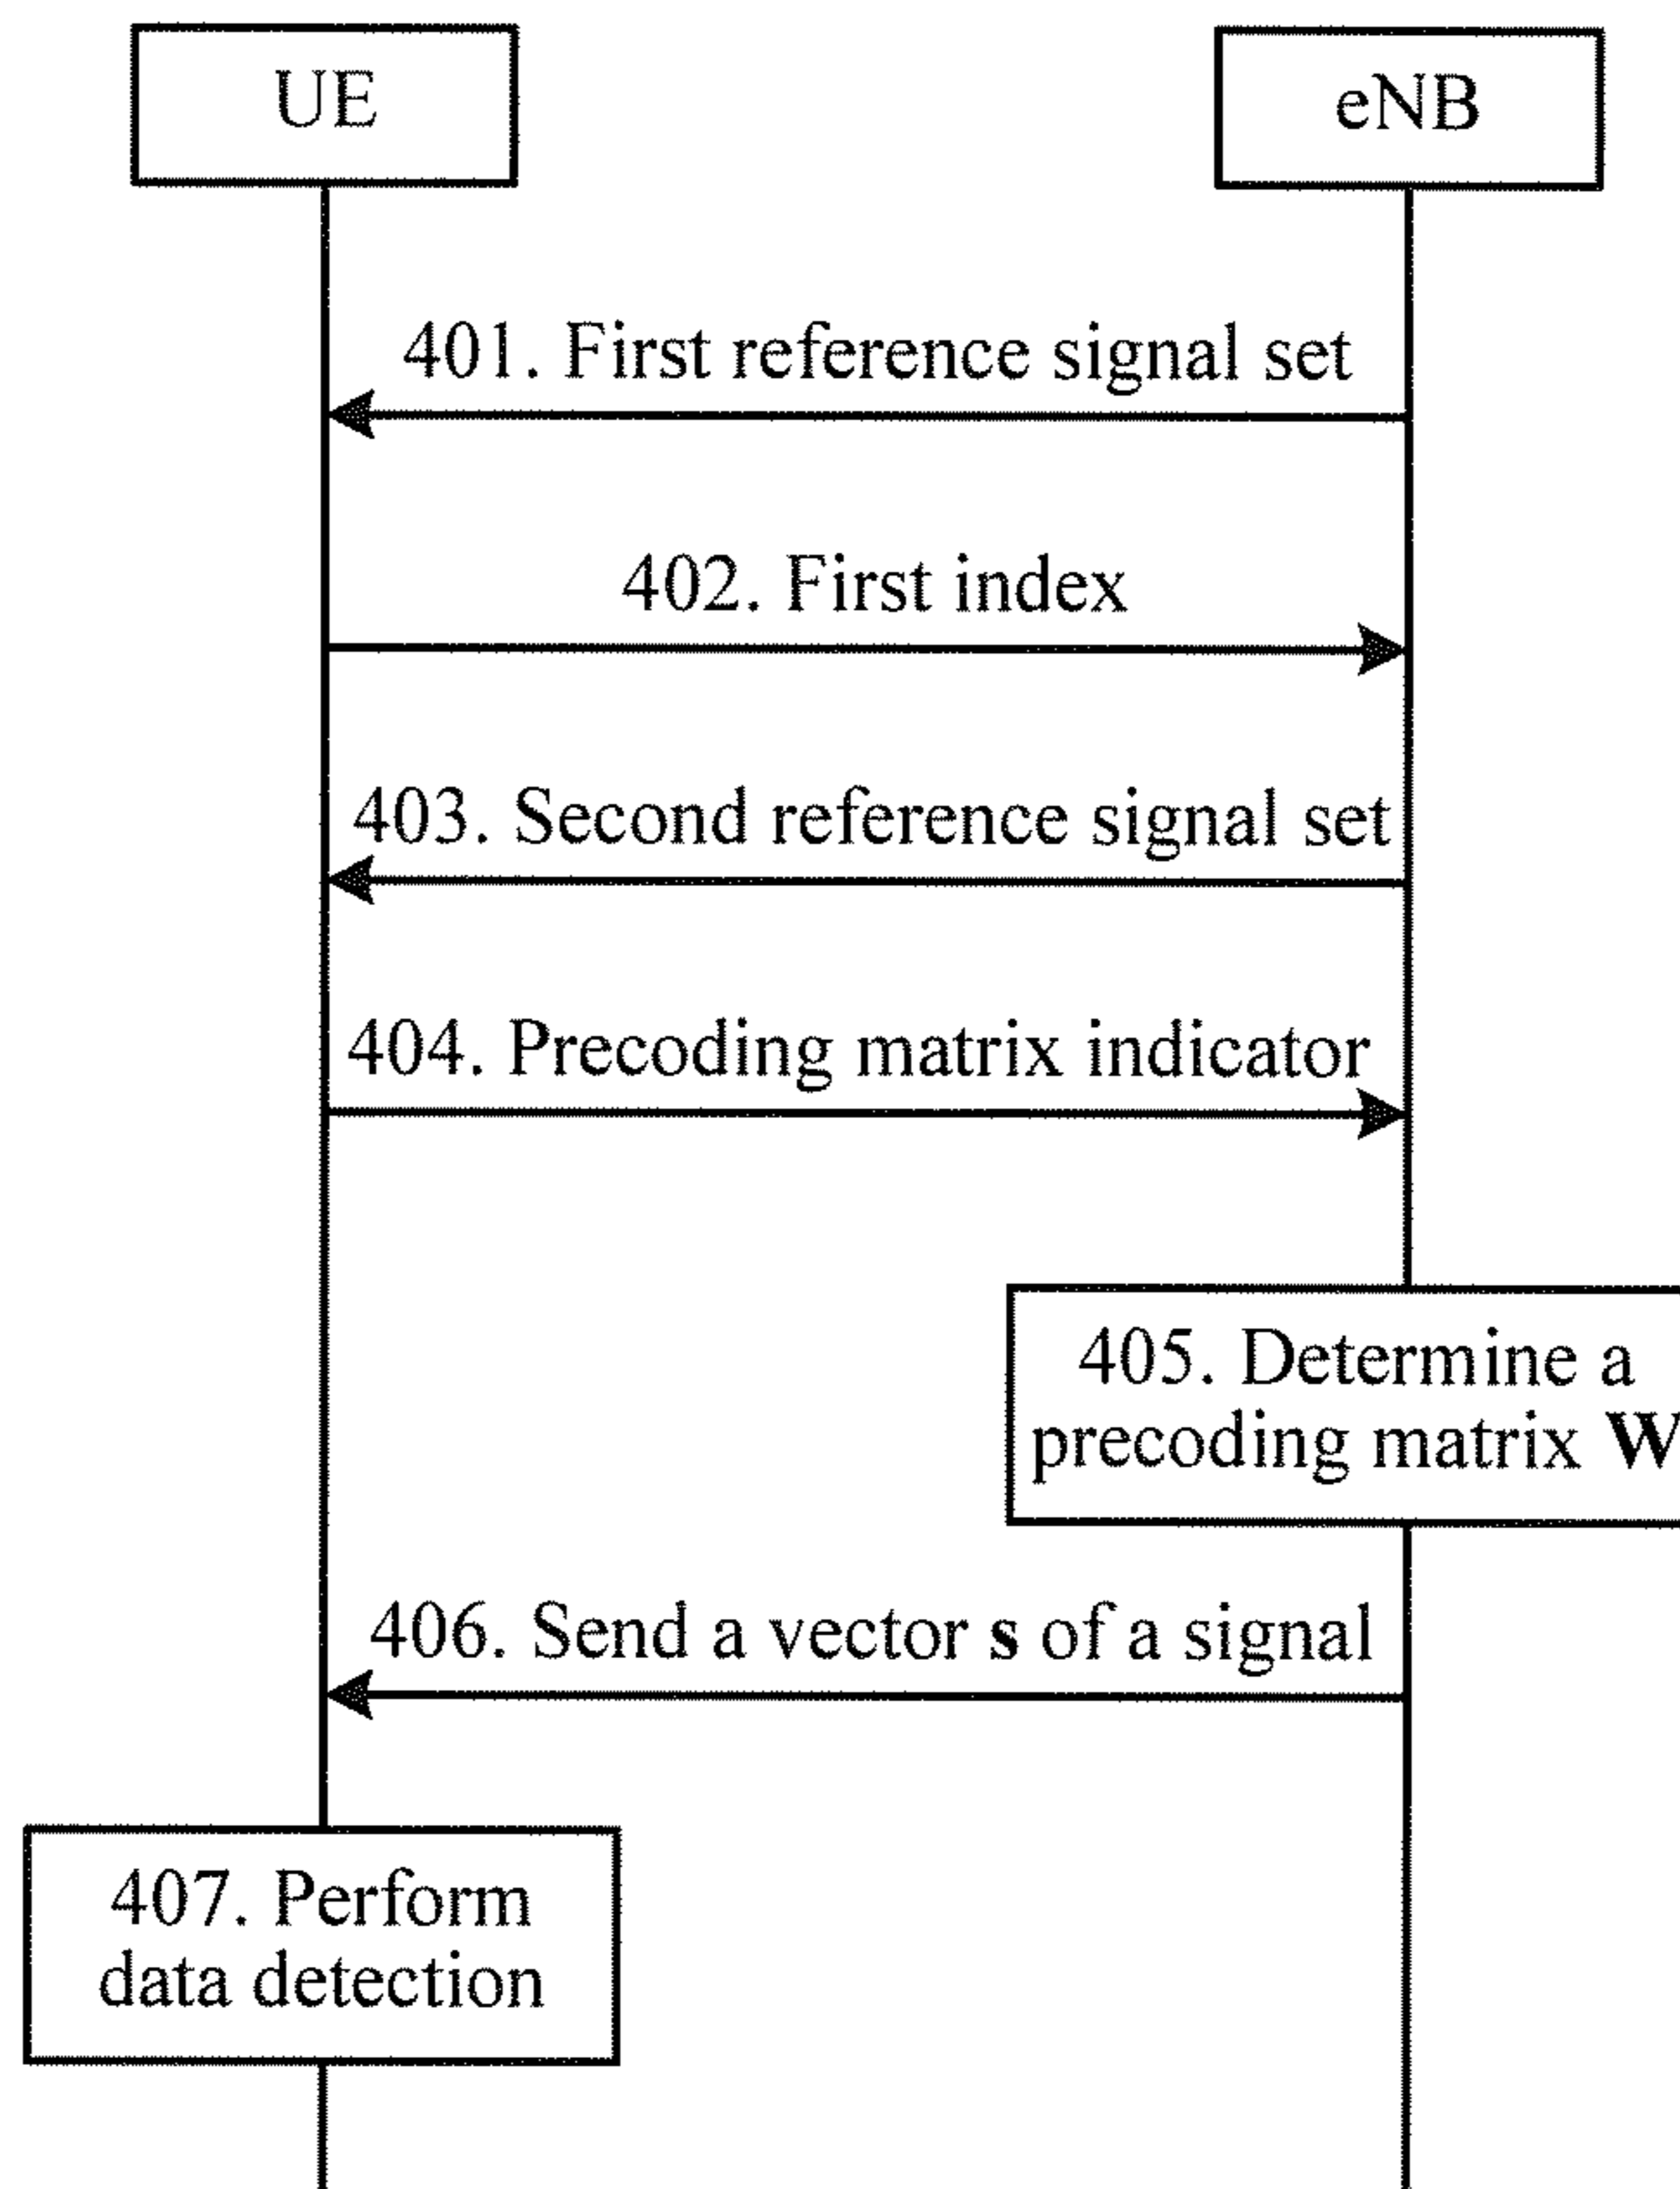 UE
eNB
401. First reference signal set
402. First index
403. Second reference signal set
404. Precoding matrix indicator
405. Determine a
precoding matrix W
406. Send a vector s of a signal
407. Perform
data detection